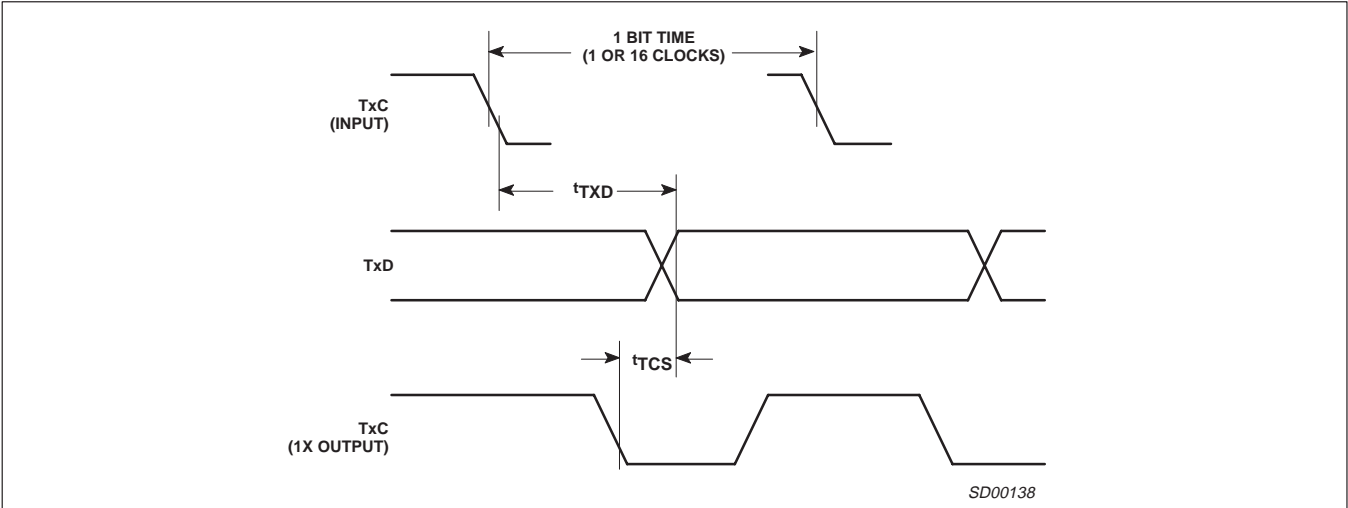 1 BIT TIME
(1 OR 16 CLOCKS)
TxC
(INPUT)
tTXD
TxD
tTCS
TxC
(1X OUTPUT)
SD00138